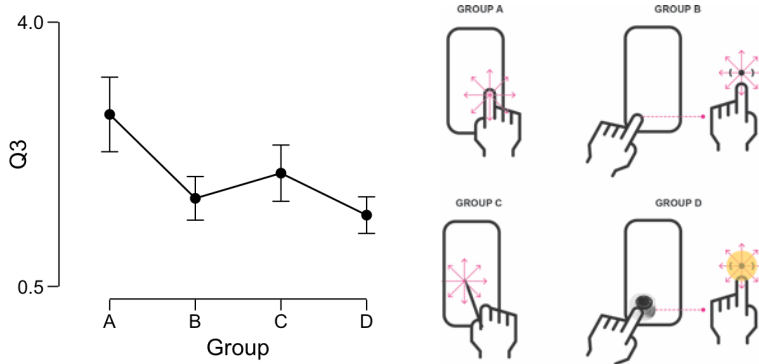 4.0
Q3
0.5
A B C D
Group
GROUP A
GROUP B
GROUP C
GROUP D